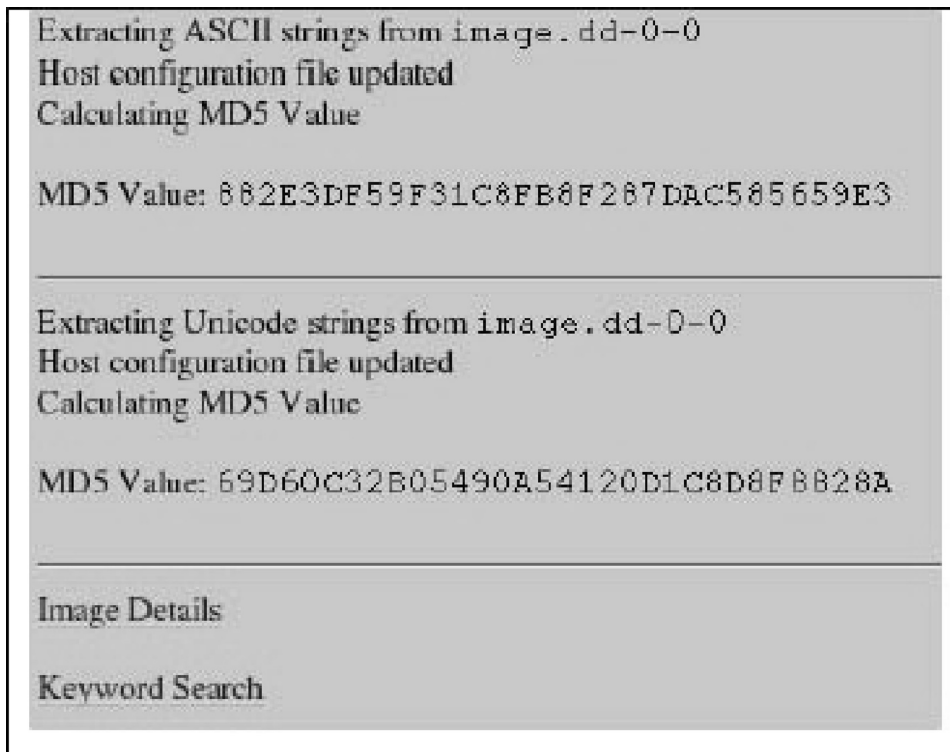 Extracting ASCII strings from image.dd-0-0
Host configuration file updated
Calculating MD5 Value
MD5 Value: 882E3DF59F31C8FB8F287DAC585659E3
Extracting Unicode strings from image.dd-0-0
Host configuration file updated
Calculating MD5 Value
MD5 Value: 69D60C32B05490A54120D1C8D8F8828A
Image Details
Keyword Search